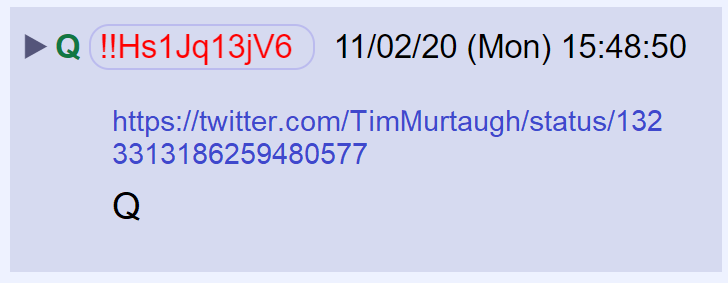 Q !!Hs1Jq13jV6 11/02/20 (Mon) 15:48:50
https://twitter.com/TimMurtaugh/status/132
3313186259480577
Q